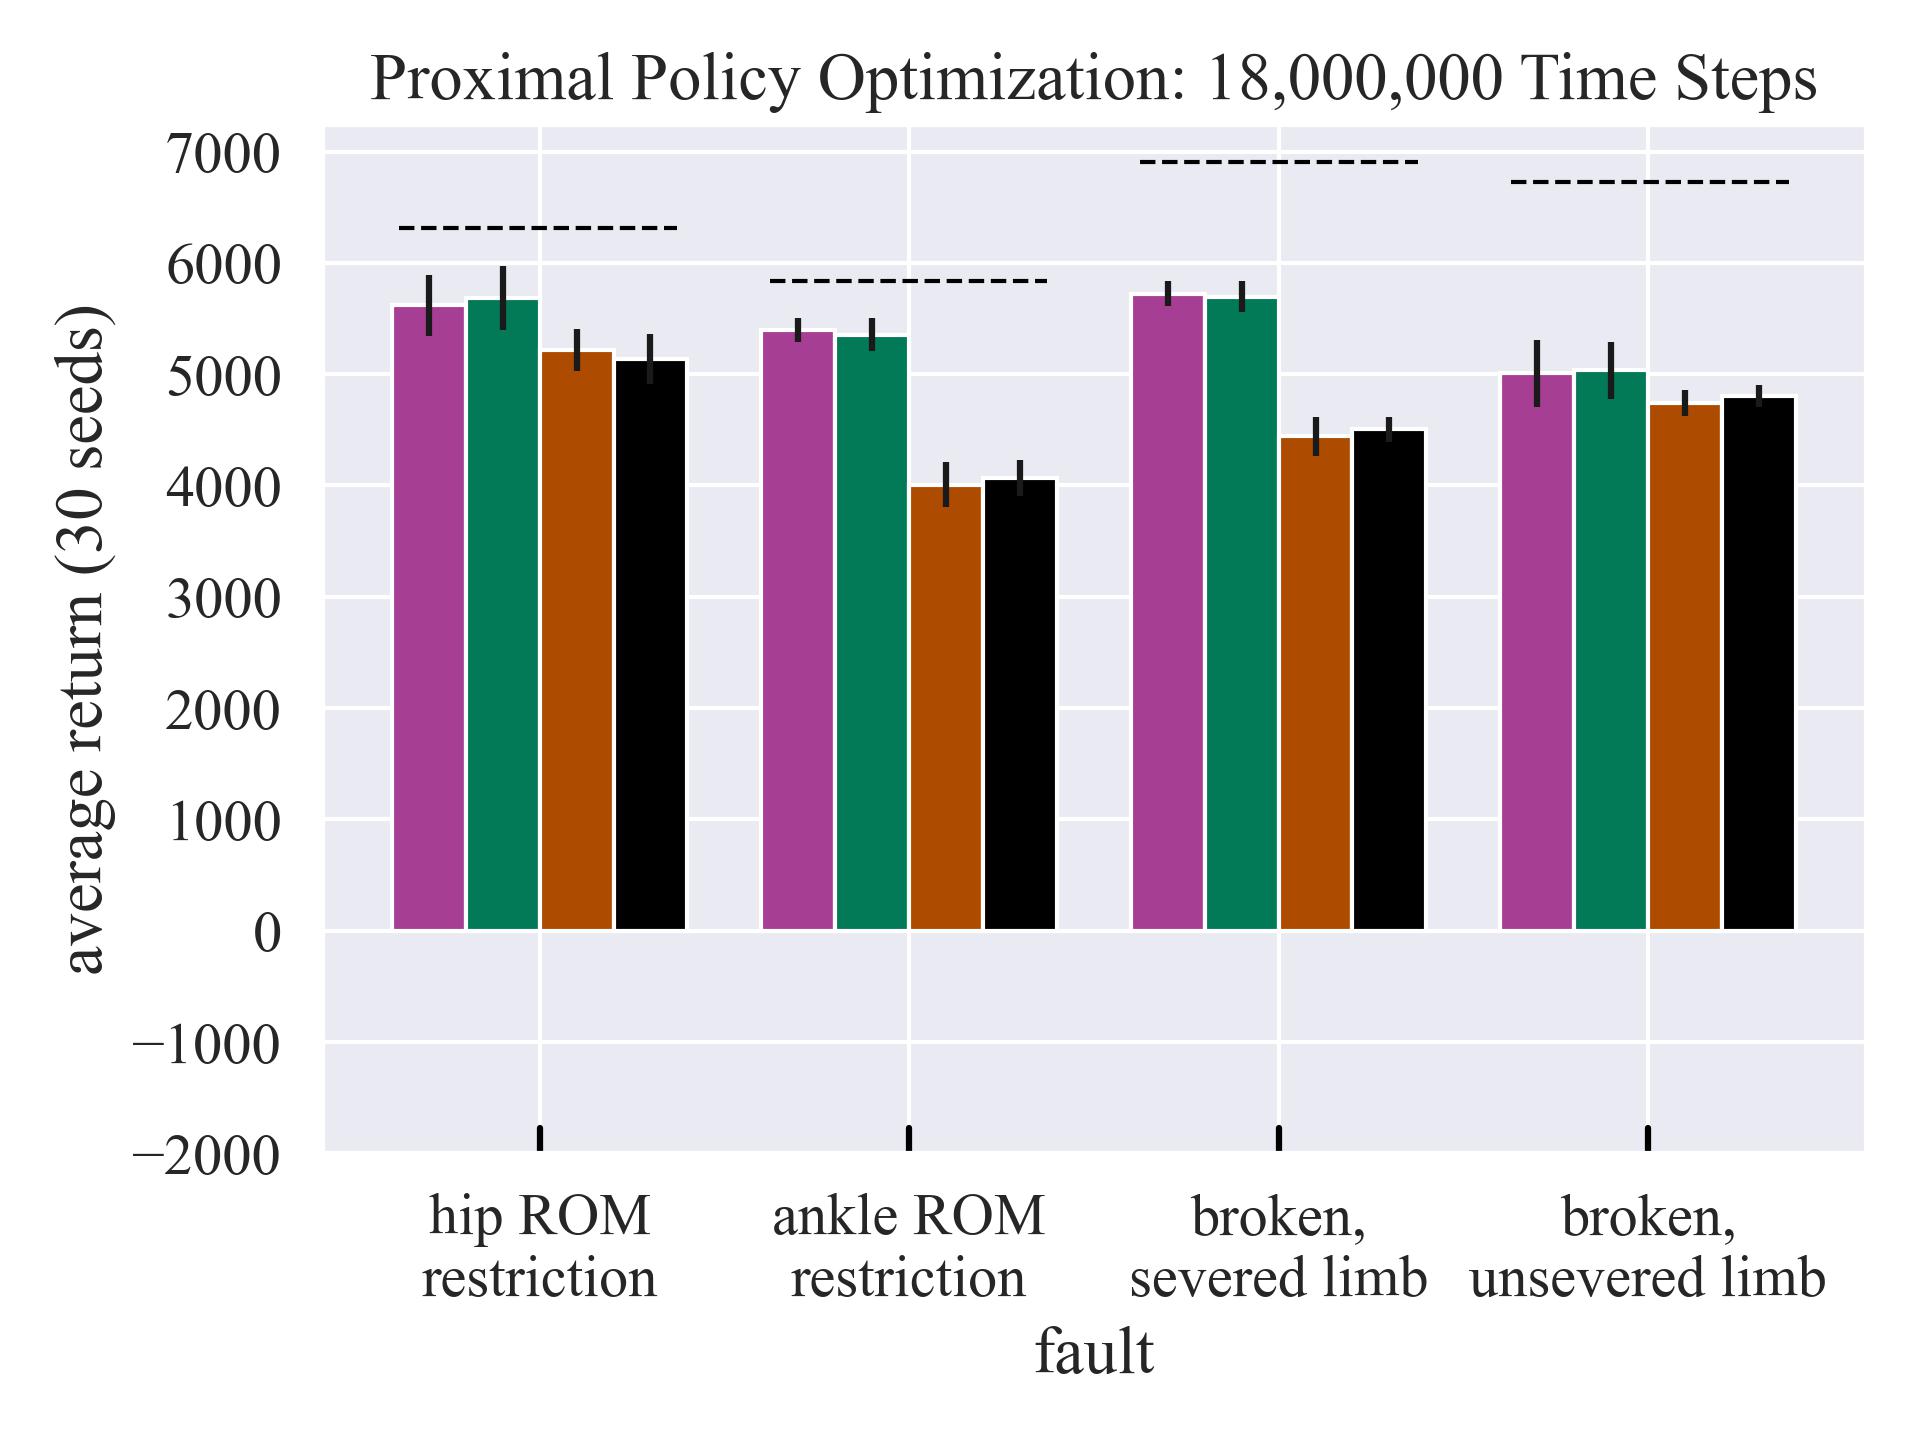 Proximal Policy Optimization: 18,000,000 Time Steps
average return (30 seeds)
7000
6000
5000
4000
3000
2000
1000
0
−1000
−2000
hip ROM
restriction
ankle ROM
restriction
broken,
severed limb
broken,
unsevered limb
fault